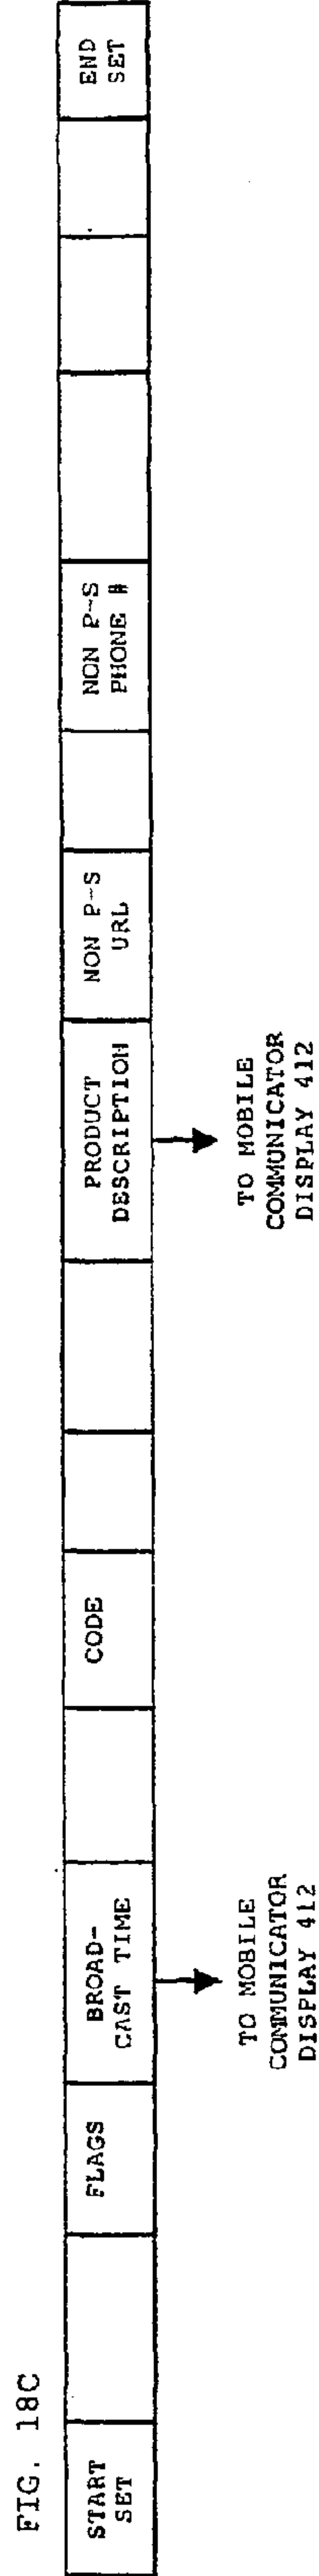 FIG. 18C
START
SET
FLAGS
BROAD-
CAST TIME
CODE
PRODUCT
DESCRIPTION
NON P-S
URL
NON P-S
PHONE #
END
SET
TO MOBILE
COMMUNICATOR
DISPLAY 412
TO MOBILE
COMMUNICATOR
DISPLAY 412